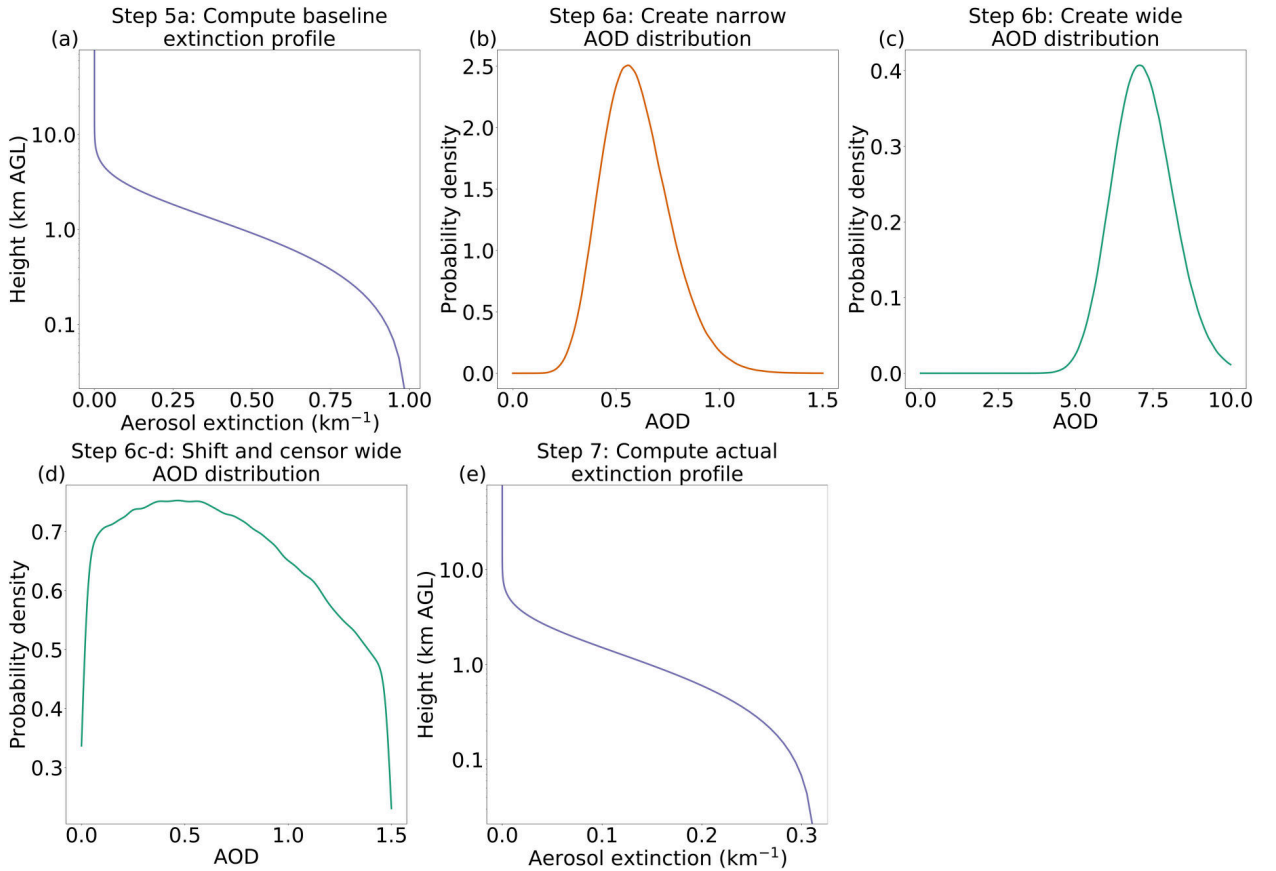 Step 5a: Compute baseline
extinction profile
(a)
Height (km AGL)
10.0
1.0
0.1
0.00 0.25 0.50 0.75 1.00
Aerosol extinction (km⁻¹)
Step 6a: Create narrow
AOD distribution
(b)
Probability density
2.5
2.0
1.5
1.0
0.5
0.0
0.0 0.5 1.0 1.5
AOD
Step 6b: Create wide
AOD distribution
(c)
Probability density
0.4
0.3
0.2
0.1
0.0
0.0 2.5 5.0 7.5 10.0
AOD
Step 6c-d: Shift and censor wide
AOD distribution
(d)
Probability density
0.7
0.6
0.5
0.4
0.3
0.0 0.5 1.0 1.5
AOD
Step 7: Compute actual
extinction profile
(e)
Height (km AGL)
10.0
1.0
0.1
0.0 0.1 0.2 0.3
Aerosol extinction (km⁻¹)